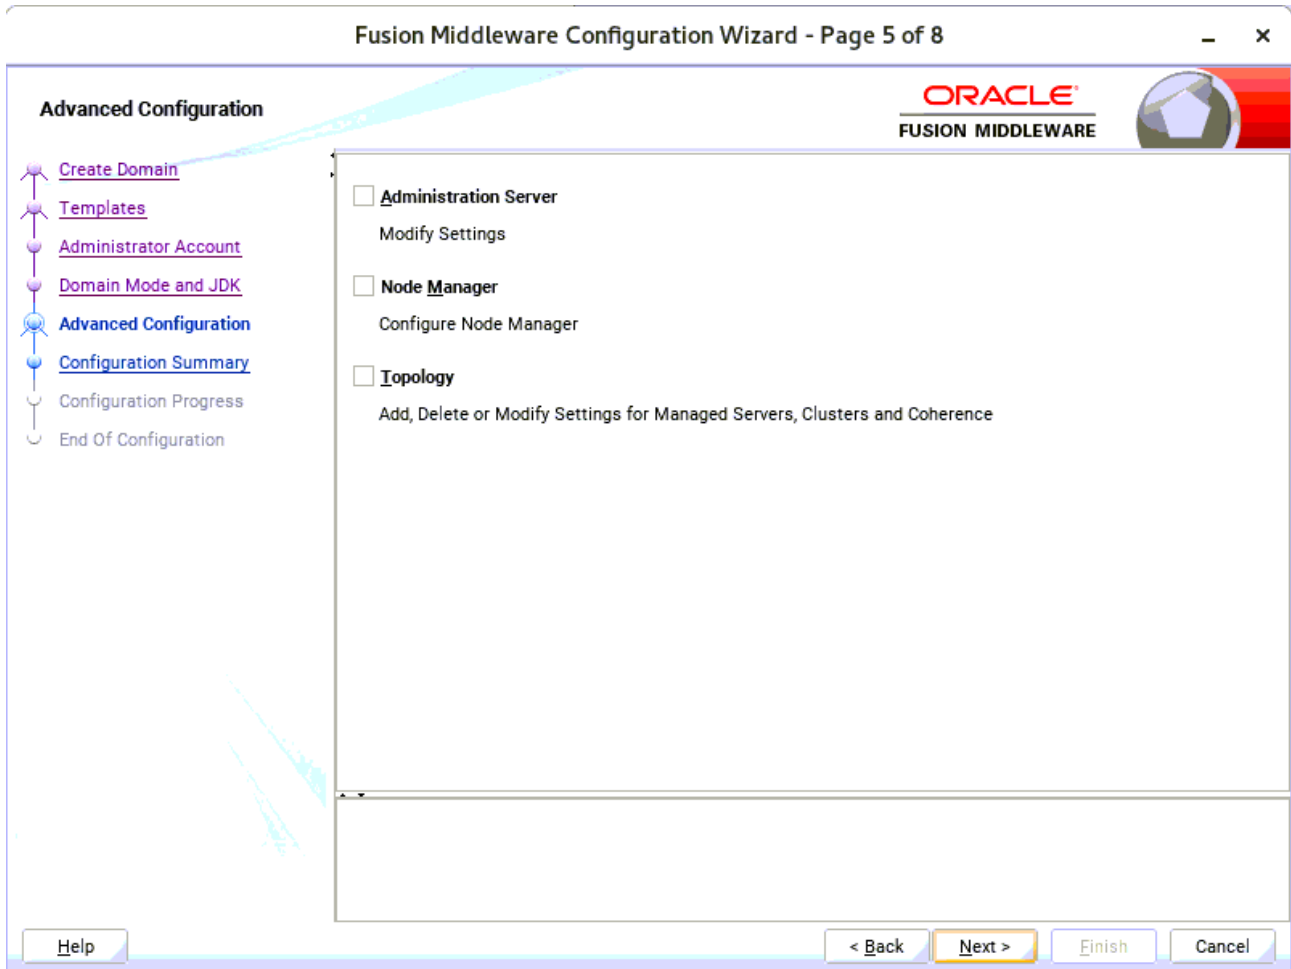 Fusion Middleware Configuration Wizard - Page 5 of 8
Advanced Configuration
ORACLE
FUSION MIDDLEWARE
Create Domain
Templates
Administrator Account
Domain Mode and JDK
Advanced Configuration
Configuration Summary
Configuration Progress
End Of Configuration
Administration Server
Modify Settings
Node Manager
Configure Node Manager
Topology
Add, Delete or Modify Settings for Managed Servers, Clusters and Coherence
Help
< Back
Next >
Finish
Cancel